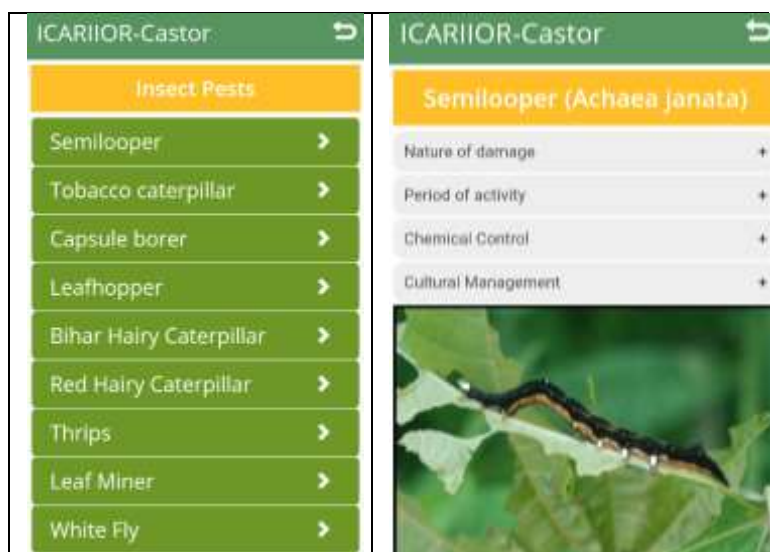 ICARIIOR-Castor
Insect Pests
Semilooper
Tobacco caterpillar
Capsule borer
Leafhopper
Bihar Hairy Caterpillar
Red Hairy Caterpillar
Thrips
Leaf Miner
White Fly
ICARIIOR-Castor
Semilooper (Achaea janata)
Nature of damage +
Period of activity +
Chemical Control +
Cultural Management +